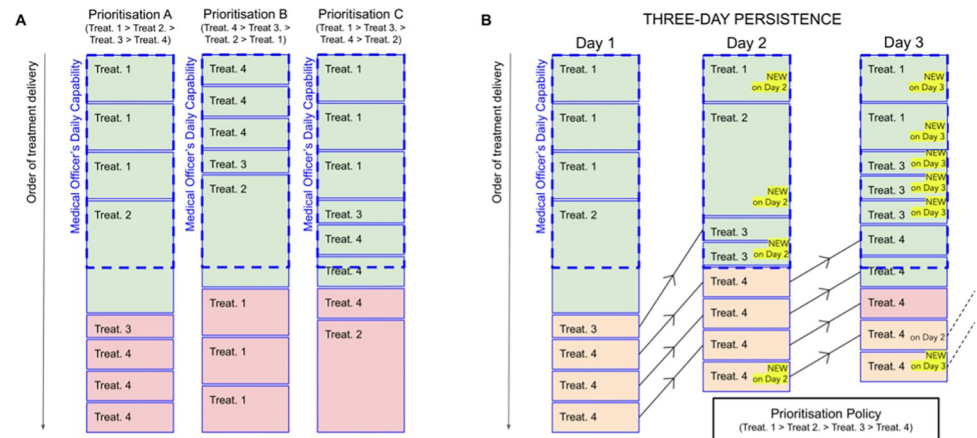 A
Prioritisation A
(Treat. 1 > Treat 2. >
Treat. 3 > Treat. 4)
Prioritisation B
(Treat. 4 > Treat 3. >
Treat. 2 > Treat. 1)
Prioritisation C
(Treat. 1 > Treat 3. >
Treat. 4 > Treat. 2)
Order of treatment delivery
Medical Officer's Daily Capability
Treat. 1
Treat. 1
Treat. 1
Treat. 2
Treat. 3
Treat. 4
Treat. 4
Treat. 4
Medical Officer's Daily Capability
Treat. 4
Treat. 4
Treat. 4
Treat. 3
Treat. 2
Treat. 1
Treat. 1
Treat. 1
Medical Officer's Daily Capability
Treat. 1
Treat. 1
Treat. 1
Treat. 3
Treat. 4
Treat. 4
Treat. 4
Treat. 2
B
THREE-DAY PERSISTENCE
Day 1
Day 2
Day 3
Order of treatment delivery
Medical Officer's Daily Capability
Treat. 1
Treat. 1
Treat. 1
Treat. 2
Treat. 3
Treat. 4
Treat. 4
Treat. 4
Treat. 1
NEW
on Day 2
Treat. 2
NEW
on Day 2
Treat. 3
Treat. 3
NEW
on Day 2
Treat. 4
Treat. 4
Treat. 4
Treat. 4
NEW
on Day 2
Treat. 1
NEW
on Day 3
Treat. 1
NEW
on Day 3
Treat. 3
NEW
on Day 3
Treat. 3
NEW
on Day 3
Treat. 3
NEW
on Day 3
Treat. 4
Treat. 4
Treat. 4
Treat. 4 on Day 2
Treat. 4
NEW
on Day 3
Prioritisation Policy
(Treat. 1 > Treat 2. > Treat. 3 > Treat. 4)